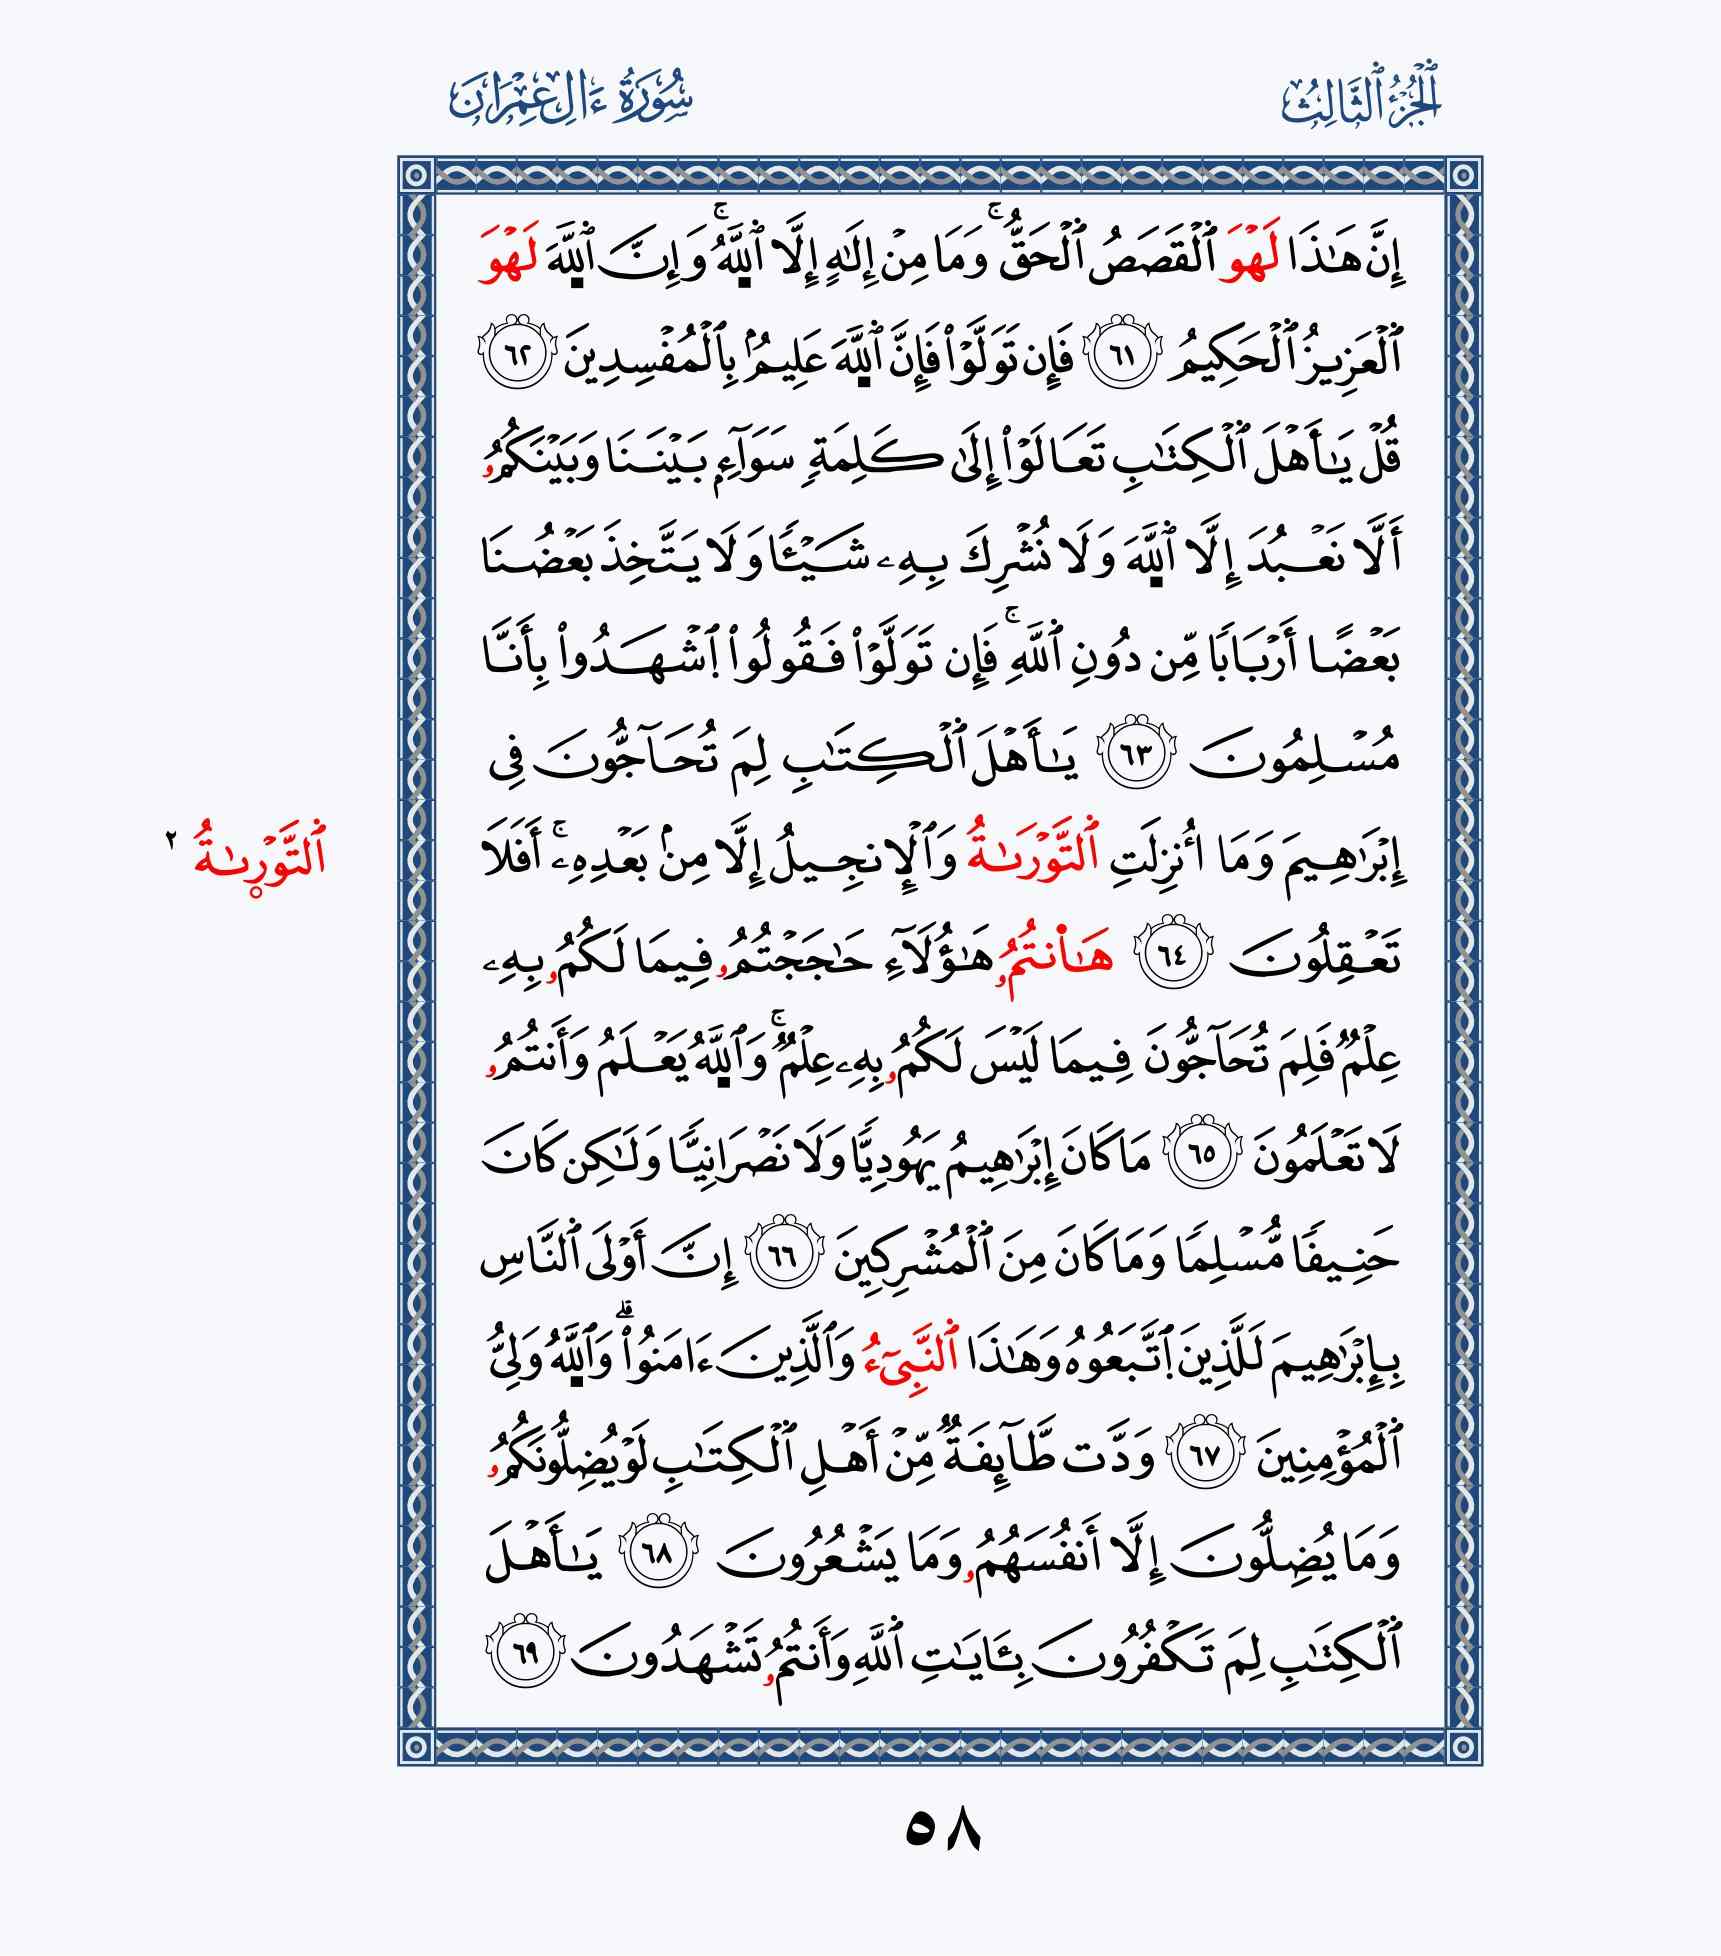 الجُزْءُ ٱلثَّالِثُ
سُورَةُ ءَالِ عِمْرَانَ
إِنَّ هَٰذَا لَهْوَ ٱلْقَصَصُ ٱلْحَقُّۚ وَمَا مِنْ إِلَٰهٍ إِلَّا ٱللَّهُۚ وَإِنَّ ٱللَّهَ لَهْوَ
ٱلْعَزِيزُ ٱلْحَكِيمُ ٦١ فَإِن تَوَلَّوْاْ فَإِنَّ ٱللَّهَ عَلِيمُۢ بِٱلْمُفْسِدِينَ ٦٢
قُلْ يَٰأَهْلَ ٱلْكِتَٰبِ تَعَالَوْاْ إِلَىٰ كَلِمَةٖ سَوَآءِۭ بَيْنَنَا وَبَيْنَكُمُۥ
أَلَّا نَعْبُدَ إِلَّا ٱللَّهَ وَلَا نُشْرِكَ بِهِۦ شَيْـٔٗا وَلَا يَتَّخِذَ بَعْضُنَا
بَعْضًا أَرْبَابٗا مِّن دُونِ ٱللَّهِۚ فَإِن تَوَلَّوْاْ فَقُولُواْ ٱشْهَدُواْ بِأَنَّا
مُسْلِمُونَ ٦٣ يَٰأَهْلَ ٱلْكِتَٰبِ لِمَ تُحَآجُّونَ فِي
إِبْرَٰهِيمَ وَمَا أُنزِلَتِ ٱلتَّوْرَىٰةُ وَٱلْإِنجِيلُ إِلَّا مِنۢ بَعْدِهِۦۚ أَفَلَا
ٱلتَّوْرىٰةُ ٢
تَعْقِلُونَ ٦٤ هَٰاْنتُمُۥ هَٰؤُلَآءِ حَٰجَجْتُمُۥ فِيمَا لَكُمُۥ بِهِۦ
عِلْمٞ فَلِمَ تُحَآجُّونَ فِيمَا لَيْسَ لَكُمُۥ بِهِۦ عِلْمٞۚ وَٱللَّهُ يَعْلَمُ وَأَنتُمُۥ
لَا تَعْلَمُونَ ٦٥ مَا كَانَ إِبْرَٰهِيمُ يَهُودِيّٗا وَلَا نَصْرَانِيّٗا وَلَٰكِن كَانَ
حَنِيفٗا مُّسْلِمٗا وَمَا كَانَ مِنَ ٱلْمُشْرِكِينَ ٦٦ إِنَّ أَوْلَى ٱلنَّاسِ
بِإِبْرَٰهِيمَ لَلَّذِينَ ٱتَّبَعُوهُ وَهَٰذَا ٱلنَّبِيٓءُ وَٱلَّذِينَ ءَامَنُواْۗ وَٱللَّهُ وَلِيُّ
ٱلْمُؤْمِنِينَ ٦٧ وَدَّت طَّآئِفَةٞ مِّنْ أَهْلِ ٱلْكِتَٰبِ لَوْ يُضِلُّونَكُمُۥ
وَمَا يُضِلُّونَ إِلَّا أَنفُسَهُمُۥ وَمَا يَشْعُرُونَ ٦٨ يَٰأَهْلَ
ٱلْكِتَٰبِ لِمَ تَكْفُرُونَ بِـَٔايَٰتِ ٱللَّهِ وَأَنتُمُۥ تَشْهَدُونَ ٦٩
٥٨